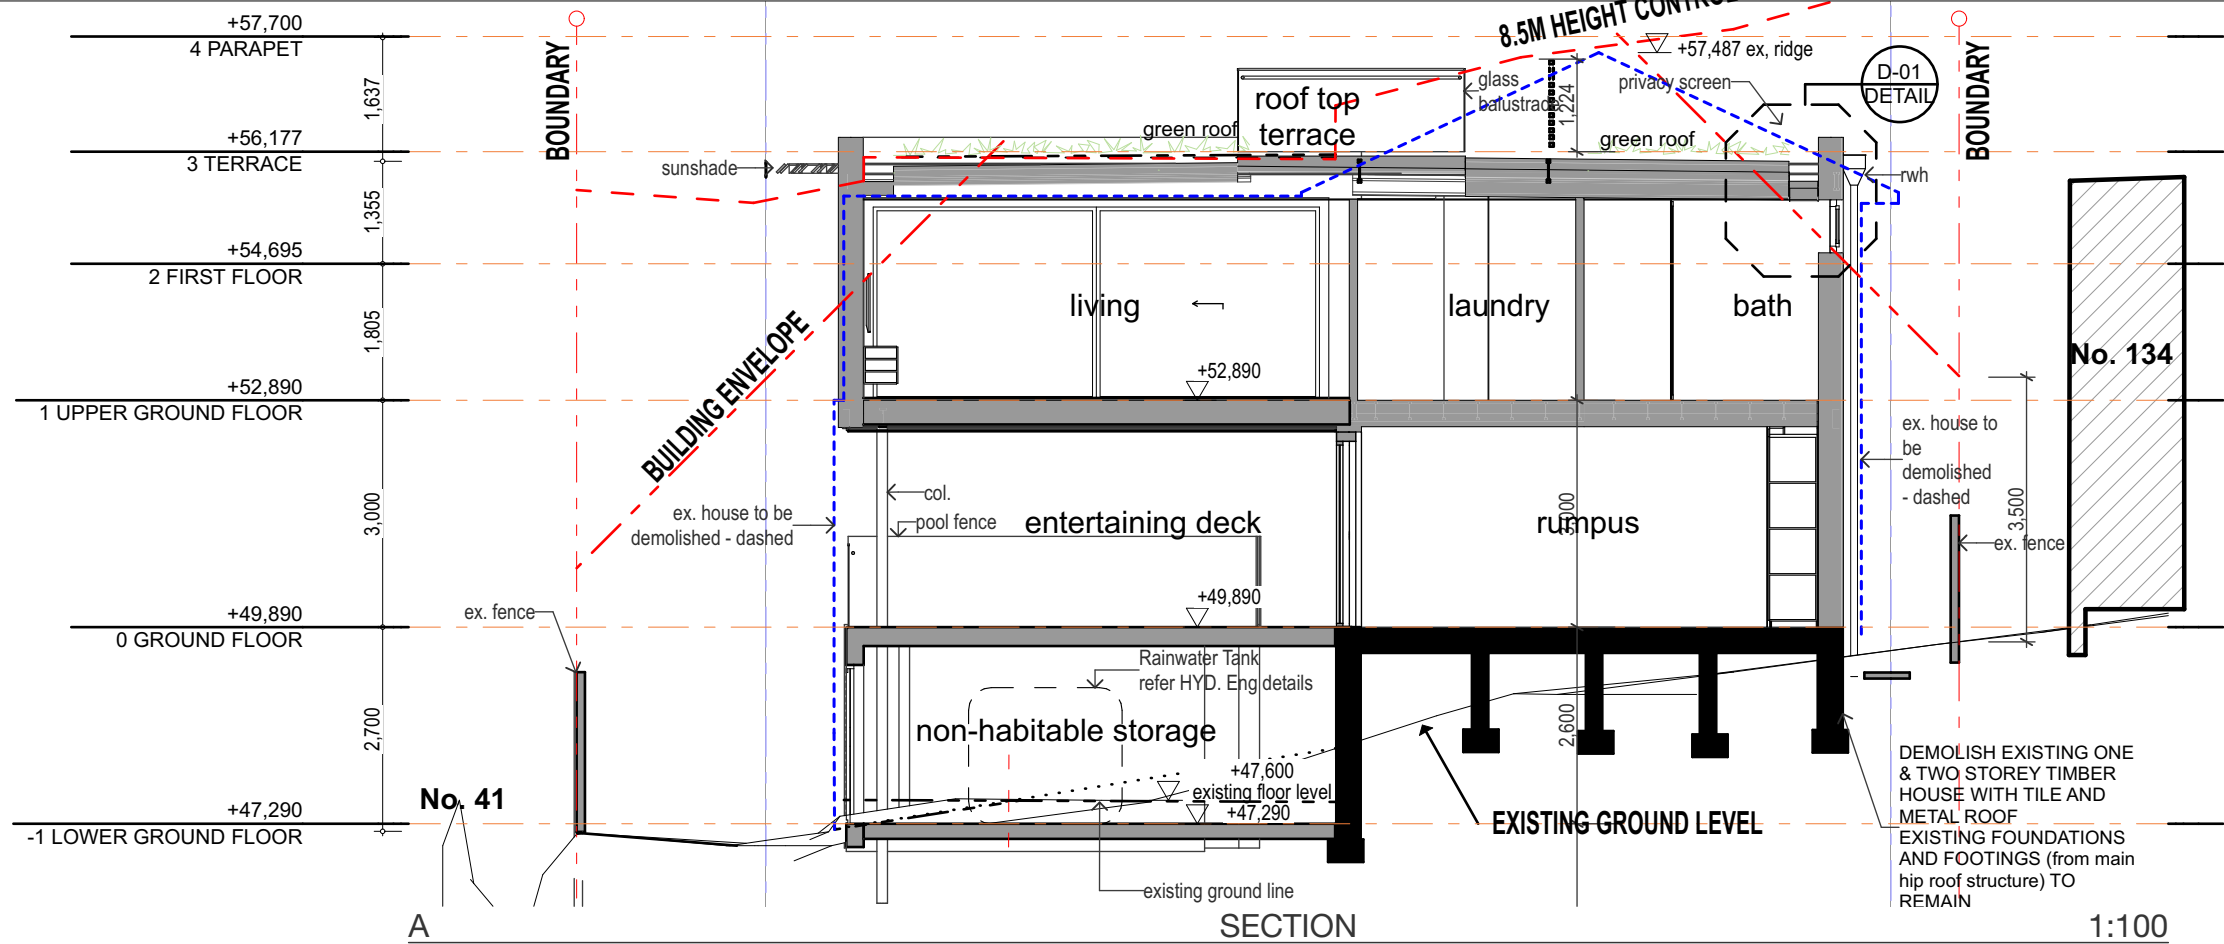 +57,700
4 PARAPET
1,637
+56,177
3 TERRACE
1,355
+54,695
2 FIRST FLOOR
1,805
+52,890
1 UPPER GROUND FLOOR
3,000
+49,890
0 GROUND FLOOR
2,700
+47,290
-1 LOWER GROUND FLOOR
BOUNDARY
8.5M HEIGHT CONTROL
+57,487 ex, ridge
D-01
DETAIL
BOUNDARY
privacy screen
glass
balustrade
1,224
roof top
terrace
green roof
green roof
sunshade
rwh
living
laundry
bath
No. 134
+52,890
BUILDING ENVELOPE
ex. house to
be
demolished
- dashed
3,500
ex. fence
col.
pool fence
ex. house to be
demolished - dashed
entertaining deck
rumpus
+49,890
ex. fence
Rainwater Tank
refer HYD. Eng details
non-habitable storage
2,600
+47,600
existing floor level
+47,290
No. 41
EXISTING GROUND LEVEL
existing ground line
DEMOLISH EXISTING ONE
& TWO STOREY TIMBER
HOUSE WITH TILE AND
METAL ROOF
EXISTING FOUNDATIONS
AND FOOTINGS (from main
hip roof structure) TO
REMAIN
A
SECTION
1:100